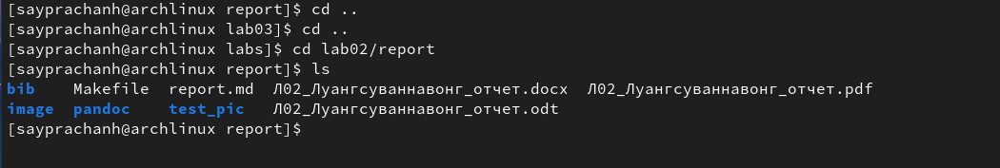 [sayprachanh@archlinux report]$ cd ..
[sayprachanh@archlinux lab03]$ cd ..
[sayprachanh@archlinux labs]$ cd lab02/report
[sayprachanh@archlinux report]$ ls
bib    Makefile  report.md  Л02_Луангсуваннавонг_отчет.docx  Л02_Луангсуваннавонг_отчет.pdf
image  pandoc    test_pic   Л02_Луангсуваннавонг_отчет.odt
[sayprachanh@archlinux report]$